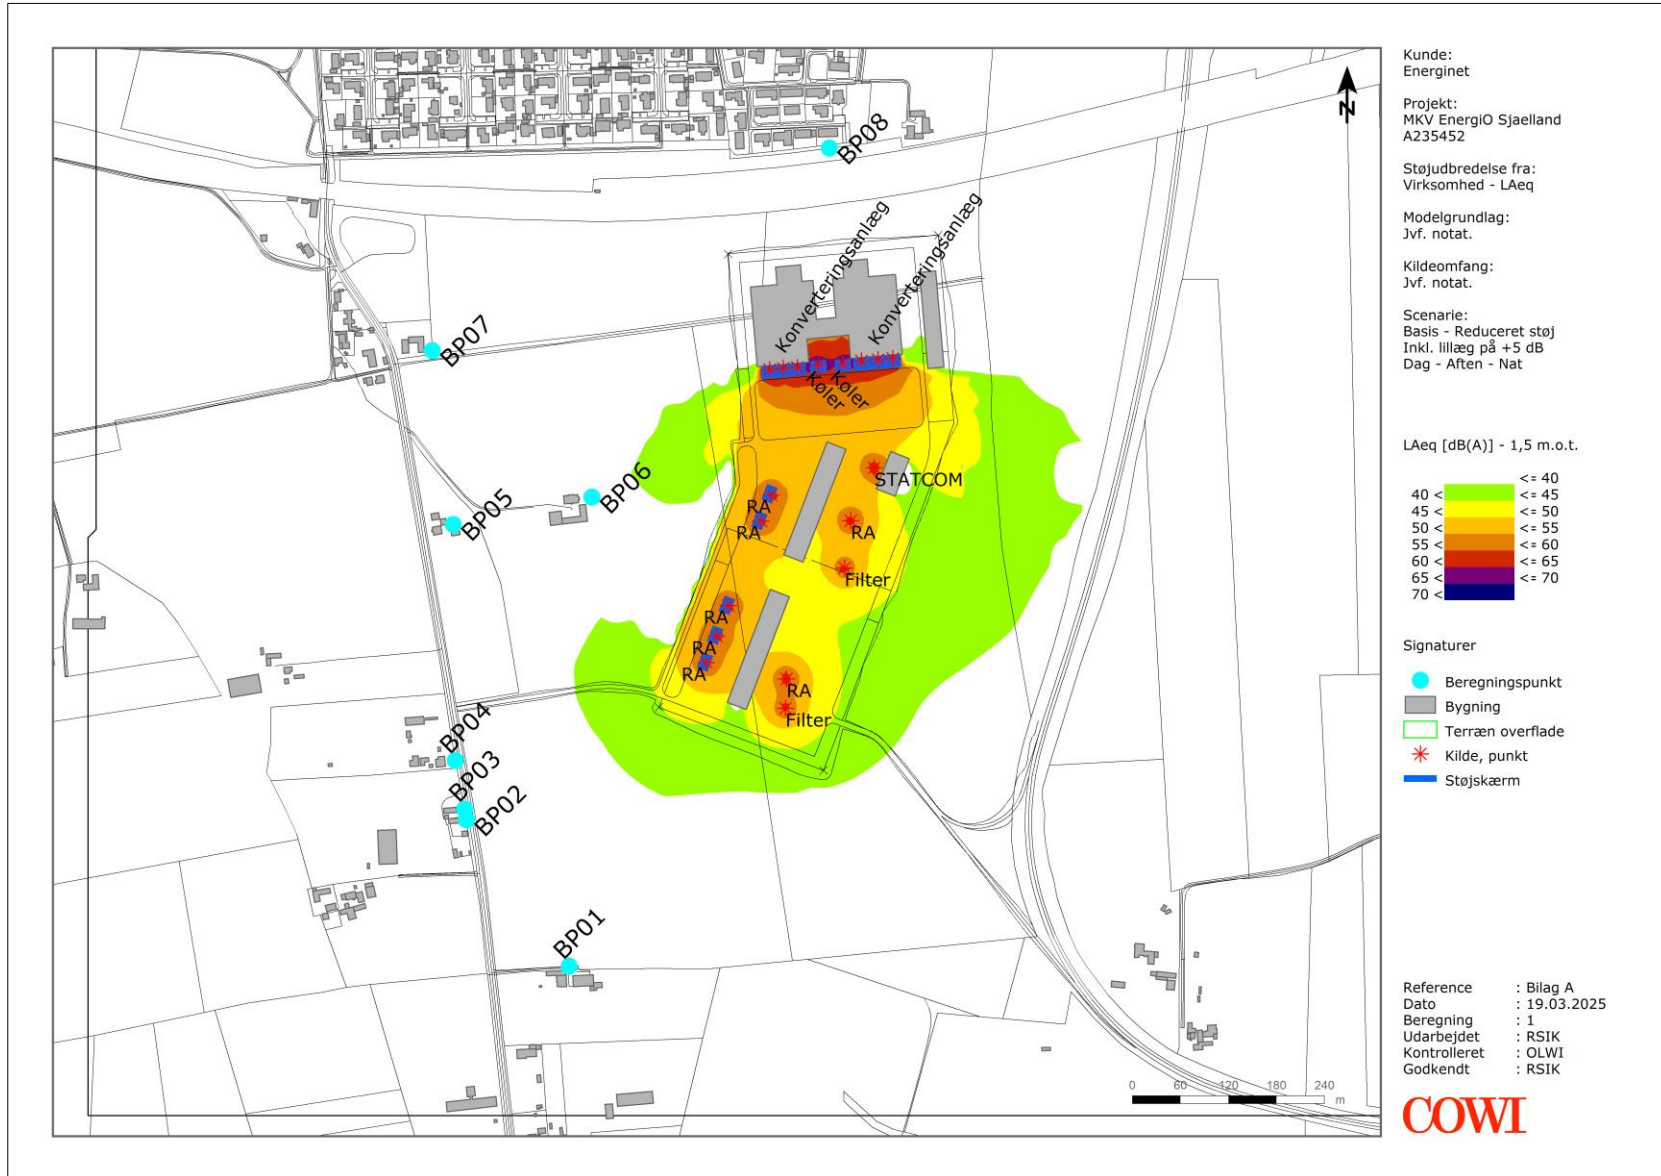 BP08
Konverteringsanlæg
Konverteringsanlæg
BP07
Køler
Køler
BP06
BP05
STATCOM
RA
RA
RA
Filter
RA
RA
RA
RA
Filter
BP04
BP03
BP02
BP01
N
Kunde:
Energinet
Projekt:
MKV EnergiO Sjaelland
A235452
Støjudbredelse fra:
Virksomhed - LAeq
Modelgrundlag:
Jvf. notat.
Kildeomfang:
Jvf. notat.
Scenarie:
Basis - Reduceret støj
Inkl. lillæg på +5 dB
Dag - Aften - Nat
LAeq [dB(A)] - 1,5 m.o.t.
<= 40
40 < <= 45
45 < <= 50
50 < <= 55
55 < <= 60
60 < <= 65
65 < <= 70
70 <
Signaturer
Beregningspunkt
Bygning
Terræn overflade
Kilde, punkt
Støjskærm
Reference : Bilag A
Dato : 19.03.2025
Beregning : 1
Udarbejdet : RSIK
Kontrolleret : OLWI
Godkendt : RSIK
0 60 120 180 240
m
COWI